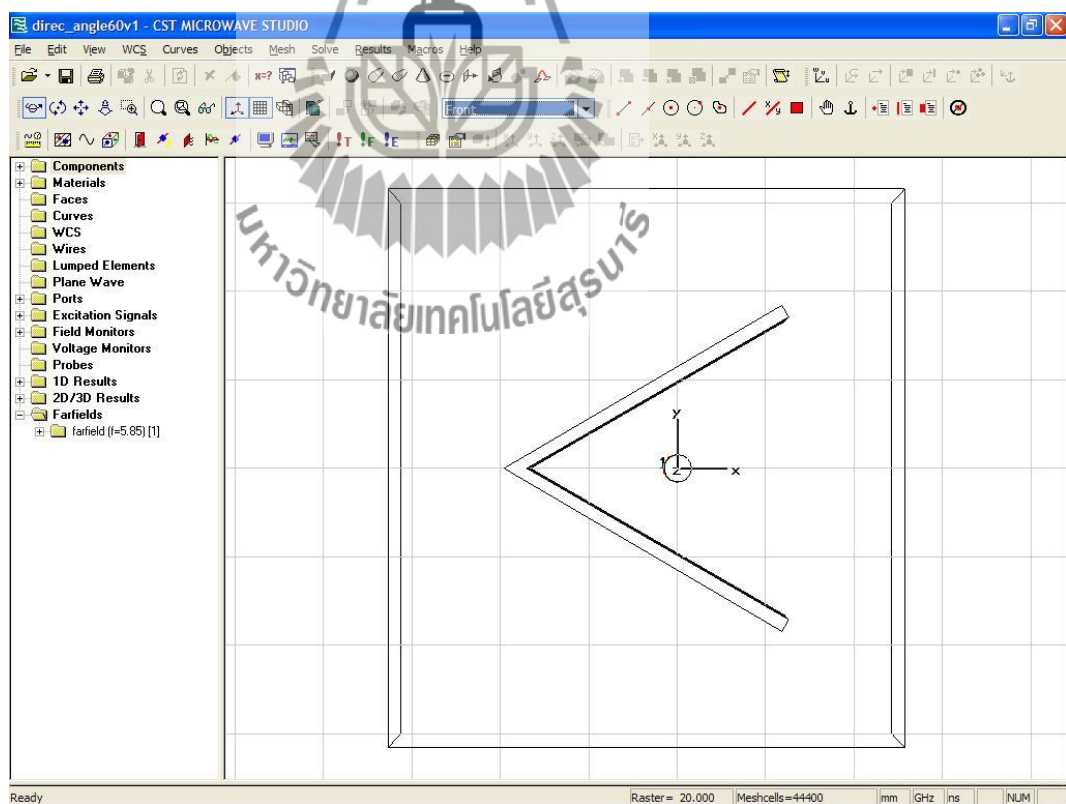 direc_angle60v1 - CST MICROWAVE STUDIO
File Edit View WCS Curves Objects Mesh Solve Results Macros Help
Front
Components
Materials
Faces
Curves
WCS
Wires
Lumped Elements
Plane Wave
Ports
Excitation Signals
Field Monitors
Voltage Monitors
Probes
1D Results
2D/3D Results
Farfields
farfield (f=5.85) [1]
มหาวิทยาลัยเทคโนโลยีสุรนารี
y
1
z
x
Ready
Raster= 20.000 Meshcells=44400 mm GHz ns NUM